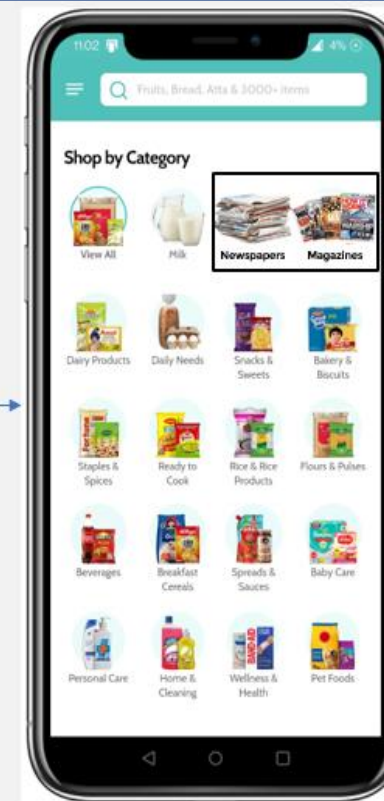 11:02
4%
Fruits, Bread, Atta & 3000+ items
Shop by Category
View All
Milk
Newspapers
Magazines
Dairy Products
Daily Needs
Snacks &
Sweets
Bakery &
Biscuits
Staples &
Spices
Ready to
Cook
Rice & Rice
Products
Flours & Pulses
Beverages
Breakfast
Cereals
Spreads &
Sauces
Baby Care
Personal Care
Home &
Cleaning
BAND-AID
Wellness &
Health
Pet Foods